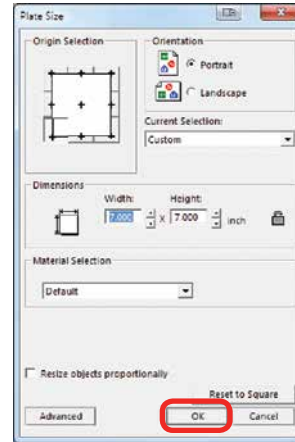 Plate Size
Origin Selection
Orientation
Portrait
Landscape
Current Selection:
Custom
Dimensions
Width:
Height:
7.000 x 7.000 inch
Material Selection
Default
Resize objects proportionally
Reset to Square
Advanced
OK
Cancel